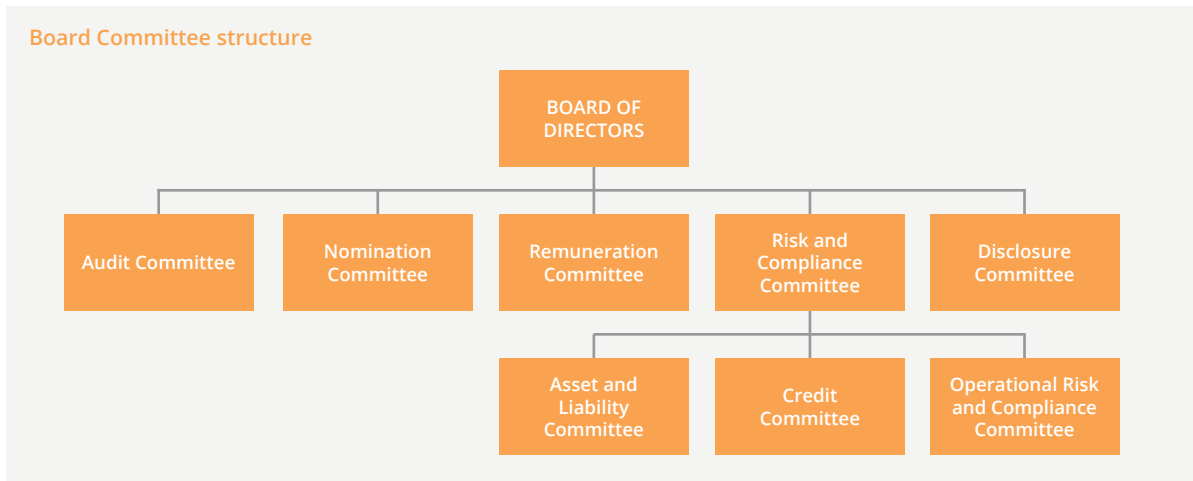 Board Committee structure
BOARD OF
DIRECTORS
Audit Committee
Nomination
Committee
Remuneration
Committee
Risk and
Compliance
Committee
Disclosure
Committee
Asset and
Liability
Committee
Credit
Committee
Operational Risk
and Compliance
Committee